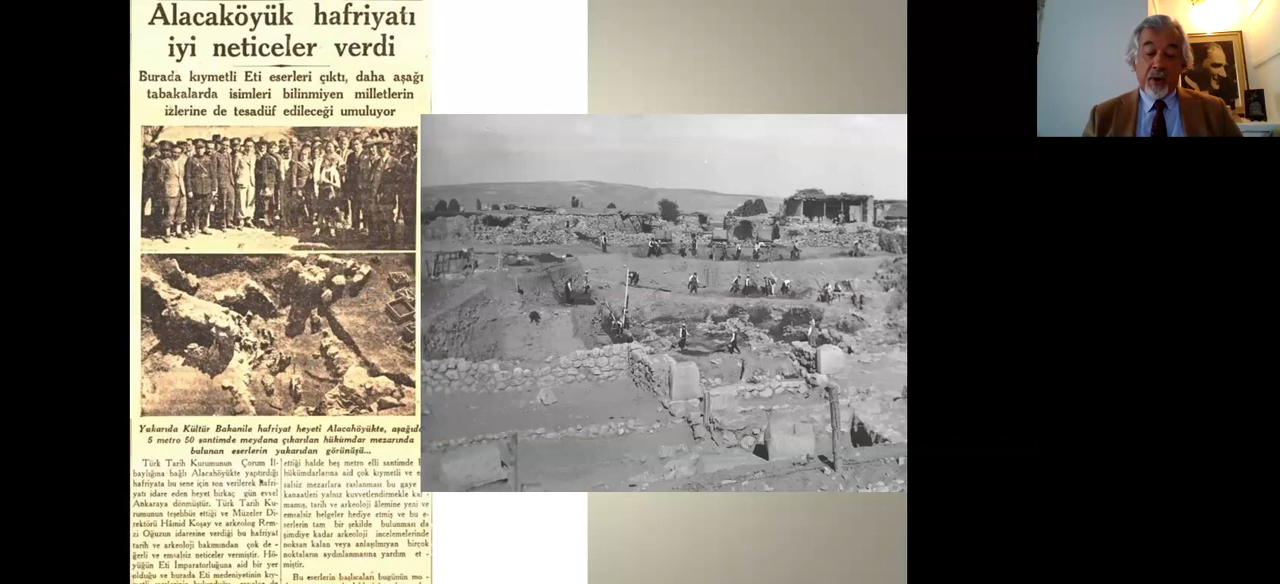 Alacaköyük hafriyatı
iyi neticeler verdi
Burada kıymetli Eti eserleri çıktı, daha aşağı
tabakalarda isimleri bilinmiyen milletlerin
izlerine de tesadüf edileceği umuluyor
Yukarıda Kültür Bakanile hafriyat heyeti Alacahöyükte, aşağıda
5 metro 50 santimde meydana çıkardan hükümdar mezarında
bulunan eserlerin yukarıdan görünüşü...
Türk Tarih Kurumunun Çorum İl-
baylığına bağlı Alacahöyükte yaptırdığı
hafriyata bu sene için son verilerek hafri-
yatı idare eden heyet birkaç gün evvel
Ankaraya dönmüştür. Türk Tarih Ku-
rumunun teşebbüs ettiği ve Müzeler Di-
rektörü Hâmid Koşay ve arkeolog Rem-
zi Oğuzun idaresine verdiği bu hafriyat
tarih ve arkeoloji bakımından çok de -
ğerli ve emsalsiz neticeler vermiştir. Hö-
yüğün Eti İmparatorluğuna aid bir yer
olduğu ve burada Eti medeniyetinin kıy-
ettiği halde beş metro elli santimde
hükümdarlarına aid çok kıymetli ve
salsiz mezarlara raslanması bu gaye
kanaatleri yalnız kuvvetlendirmekle kal -
mamış, tarih ve arkeoloji âlemine yeni ve
emsalsiz belgeler hediye etmiş ve bu e-
serlerin tam bir şekilde bulunması da
şimdiye kadar arkeoloji incelemelerinde
noksan kalan veya anlaşılmıyan birçok
noktaların aydınlanmasına yardım et -
miştir.
Bu eserlerin başlıcaları bugünün mo -